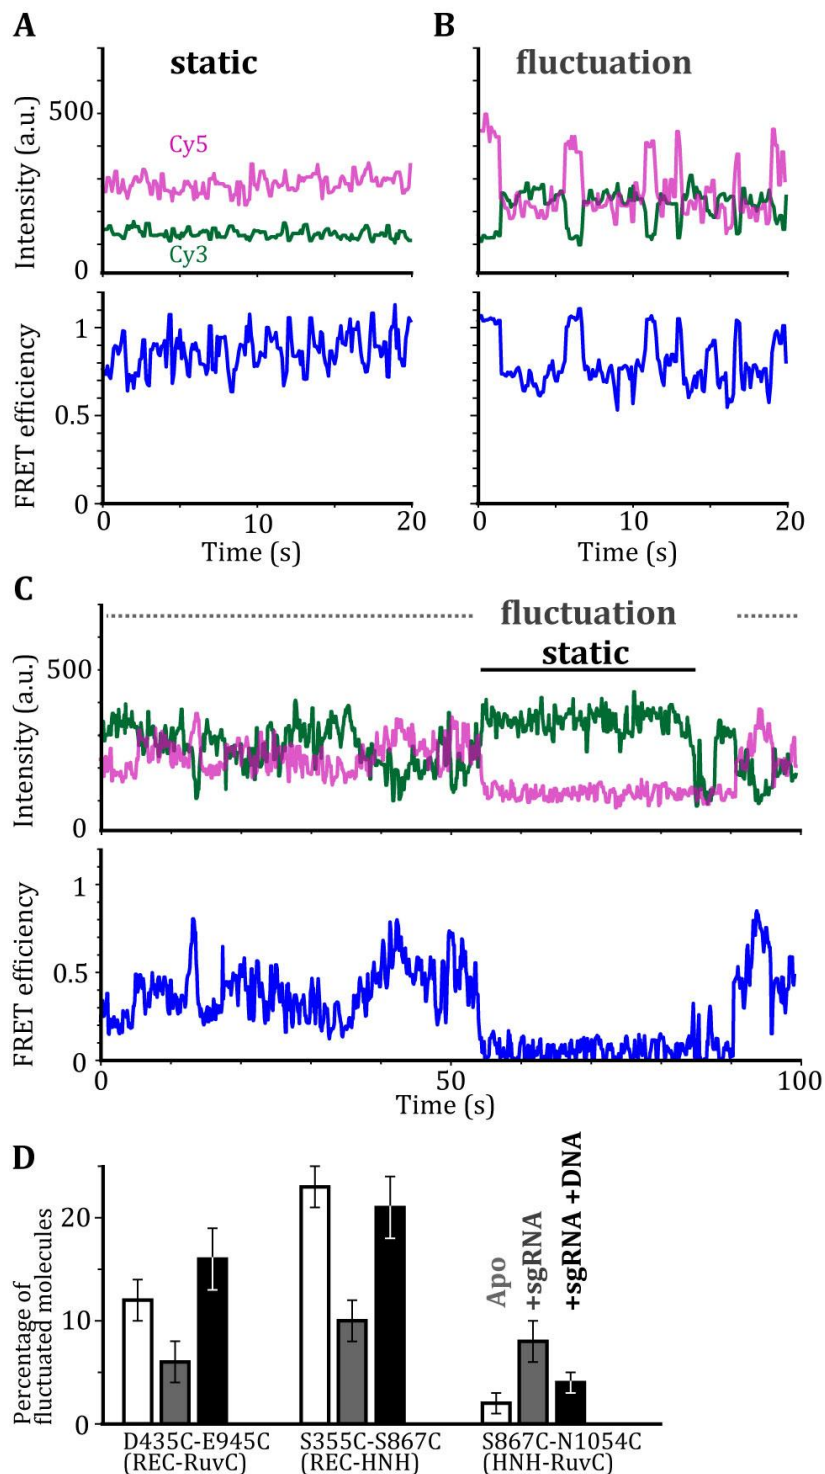 A
static
Intensity (a.u.)
500
0
Cy5
Cy3
FRET efficiency
1
0.5
0
0
10
20
Time (s)
B
fluctuation
0
10
20
Time (s)
C
fluctuation
static
Intensity (a.u.)
500
0
FRET efficiency
1
0.5
0
0
50
100
Time (s)
D
Percentage of
fluctuated molecules
20
10
0
Apo
+sgRNA
+sgRNA +DNA
D435C-E945C
(REC-RuvC)
S355C-S867C
(REC-HNH)
S867C-N1054C
(HNH-RuvC)